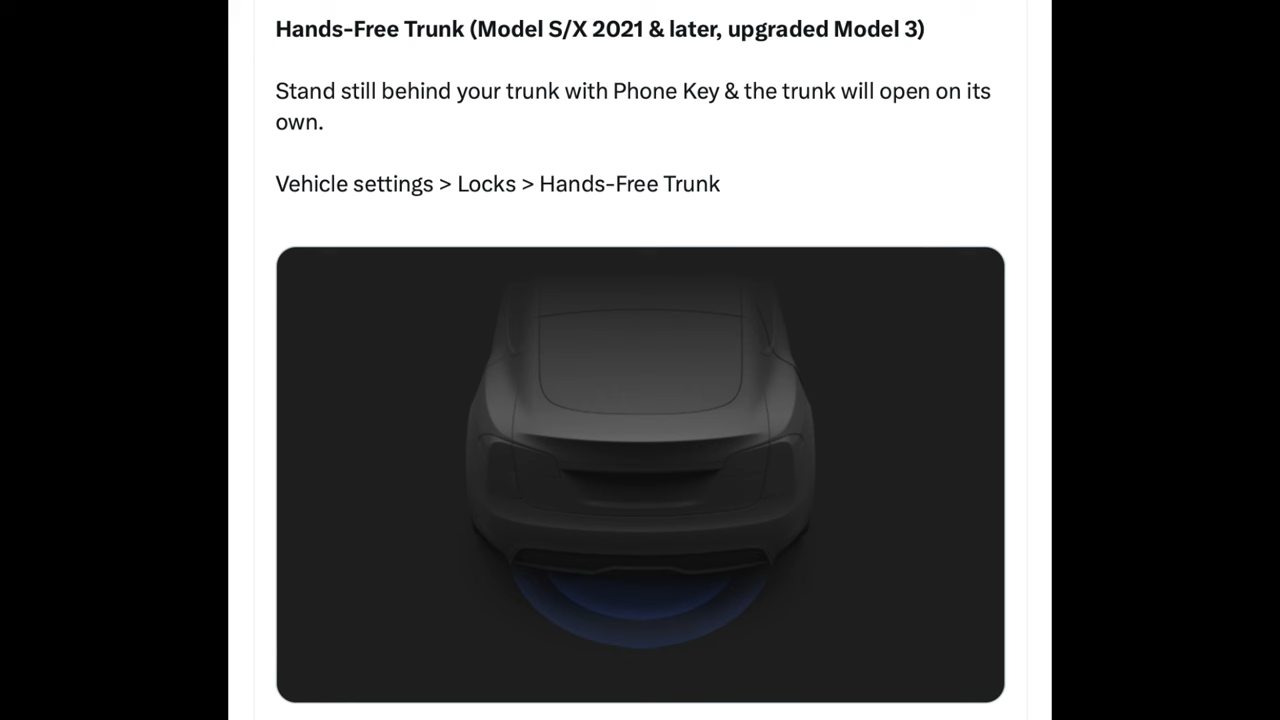 Hands-Free Trunk (Model S/X 2021 & later, upgraded Model 3)
Stand still behind your trunk with Phone Key & the trunk will open on its
own.
Vehicle settings > Locks > Hands-Free Trunk